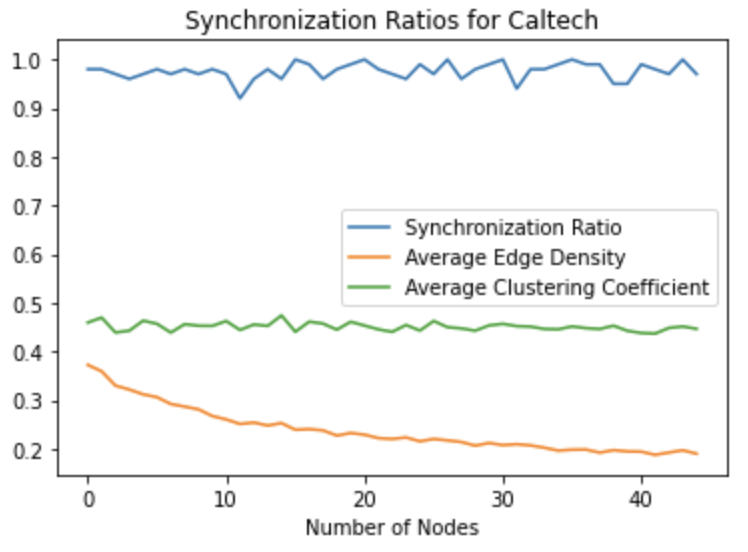 Synchronization Ratios for Caltech
1.0
0.9
0.8
0.7
0.6
0.5
0.4
0.3
0.2
Synchronization Ratio
Average Edge Density
Average Clustering Coefficient
0 10 20 30 40
Number of Nodes